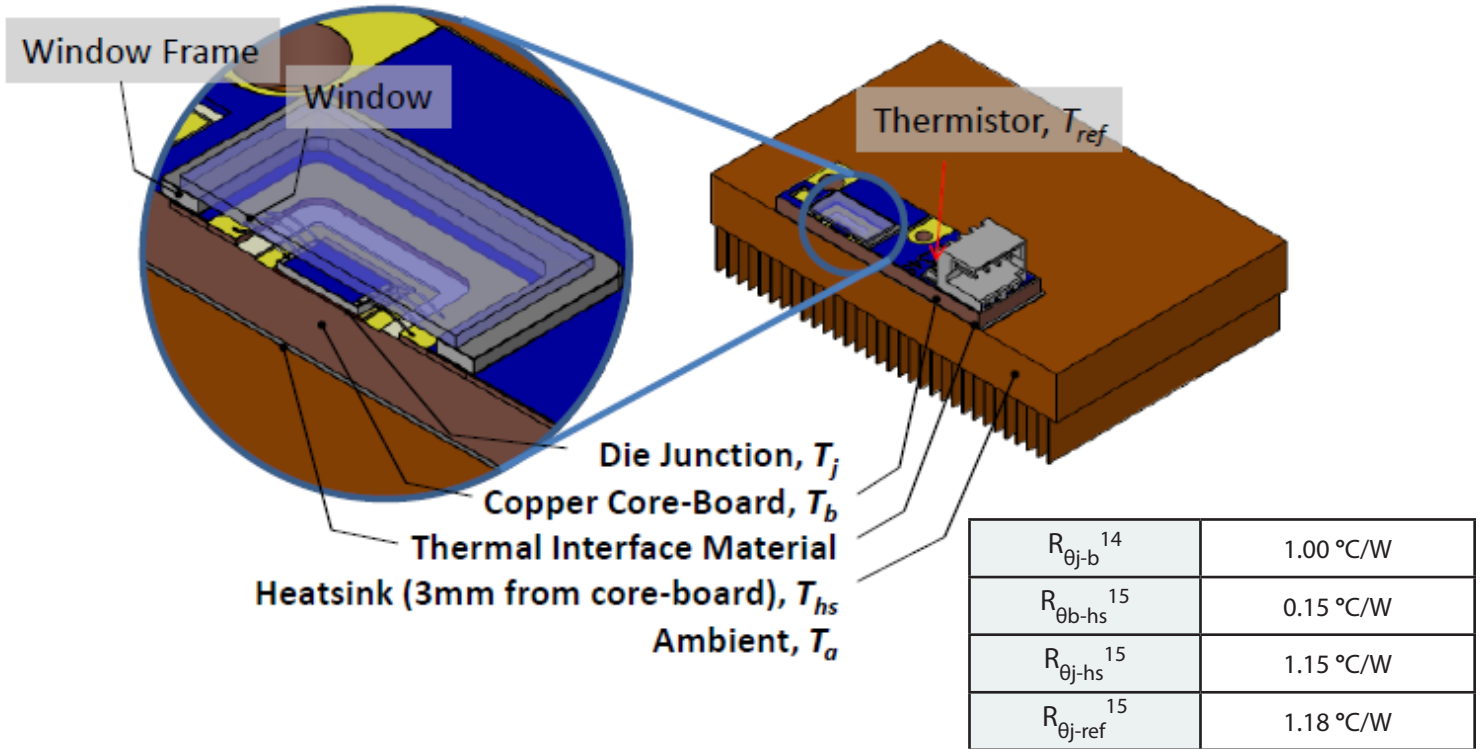 Window Frame
Window
Thermistor, Tref
Die Junction, Tj
Copper Core-Board, Tb
Thermal Interface Material
Heatsink (3mm from core-board), Ths
Ambient, Ta
Rθj-b14 1.00 °C/W
Rθb-hs15 0.15 °C/W
Rθj-hs15 1.15 °C/W
Rθj-ref15 1.18 °C/W